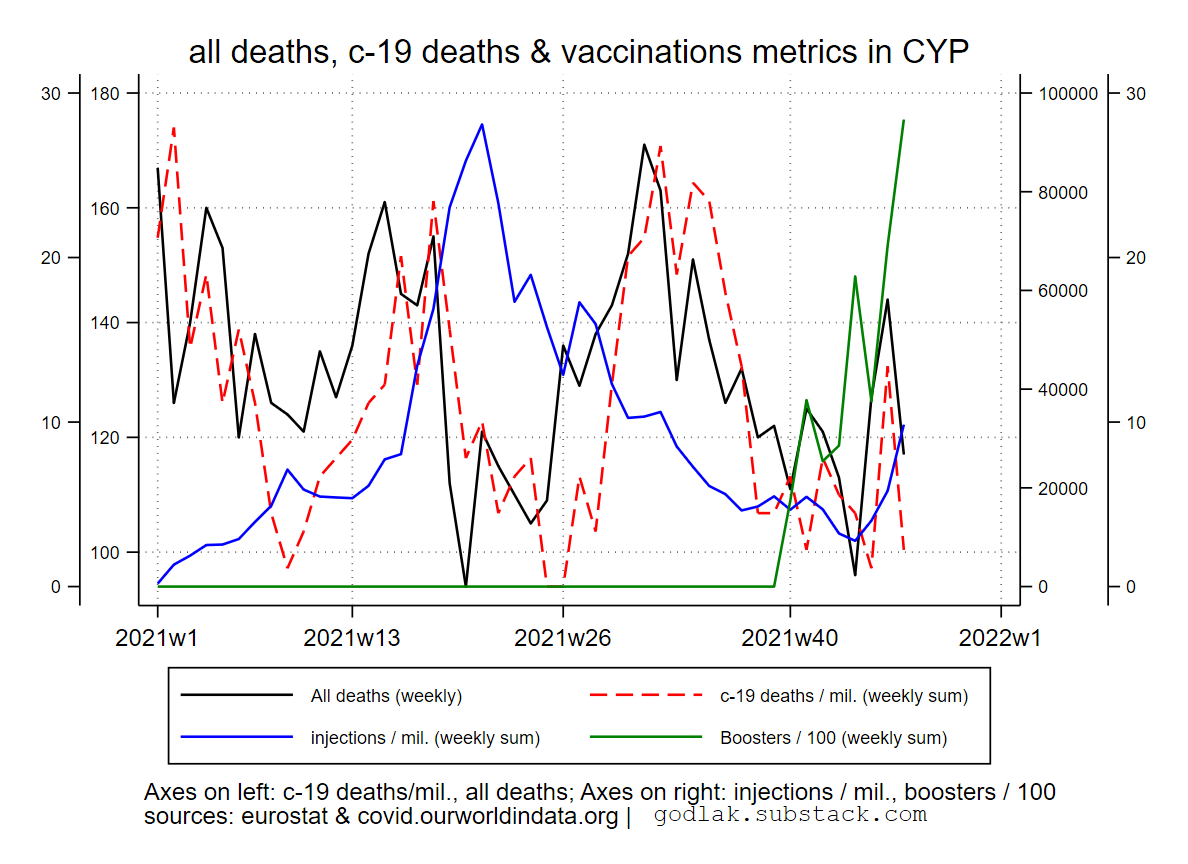 all deaths, c-19 deaths & vaccinations metrics in CYP
30 180 100000 30
160 80000
20 20
140 60000
40000
120
10 10
20000
100
0 0 0
2021w1 2021w13 2021w26 2021w40 2022w1
All deaths (weekly) c-19 deaths / mil. (weekly sum)
injections / mil. (weekly sum) Boosters / 100 (weekly sum)
Axes on left: c-19 deaths/mil., all deaths; Axes on right: injections / mil., boosters / 100
sources: eurostat & covid.ourworldindata.org | godlak.substack.com